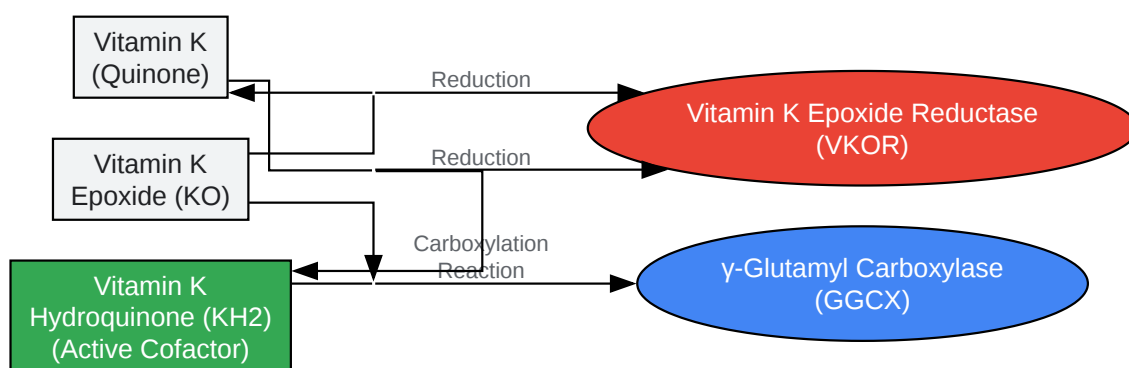 Vitamin K
(Quinone)
Reduction
Vitamin K Epoxide Reductase
(VKOR)
Vitamin K
Epoxide (KO)
Reduction
Carboxylation
Reaction
Vitamin K
Hydroquinone (KH2)
(Active Cofactor)
γ-Glutamyl Carboxylase
(GGCX)